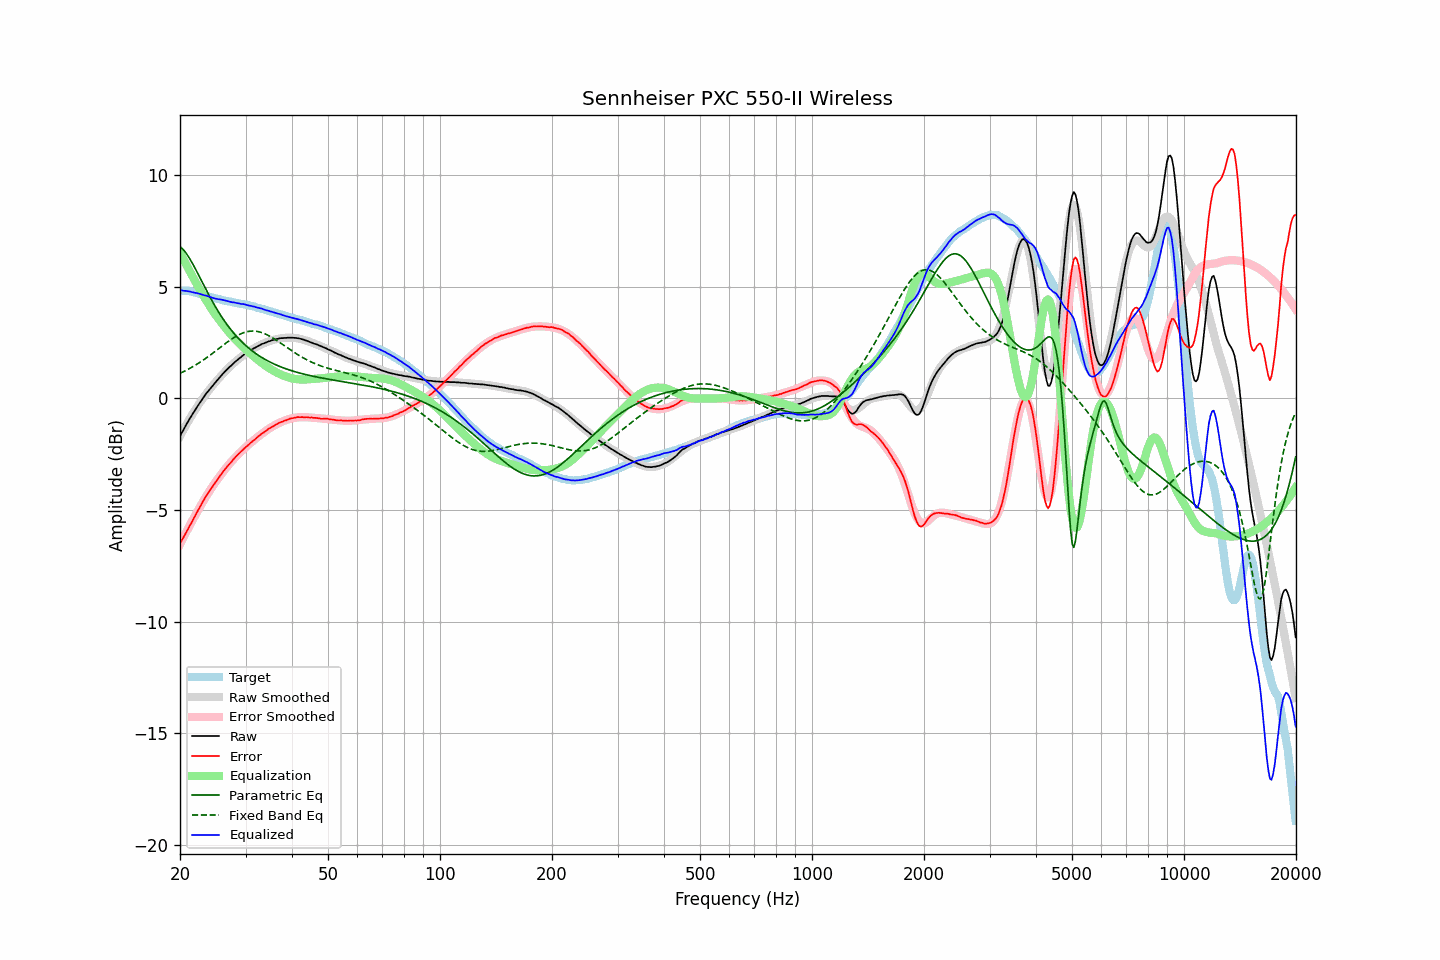 Sennheiser PXC 550-II Wireless
Amplitude (dBr)
10
5
0
−5
−10
−15
−20
Target
Raw Smoothed
Error Smoothed
Raw
Error
Equalization
Parametric Eq
Fixed Band Eq
Equalized
20 50 100 200 500 1000 2000 5000 10000 20000
Frequency (Hz)